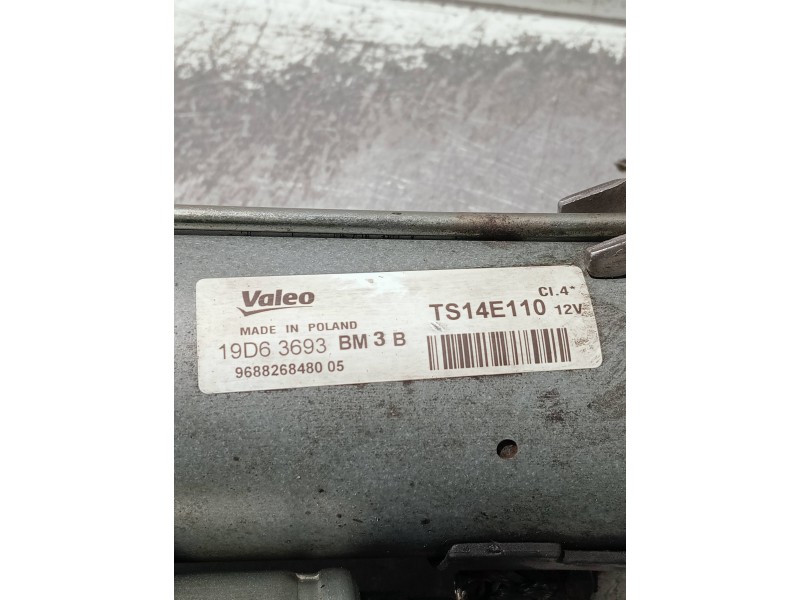 Valeo
MADE IN POLAND
19D6 3693 BM 3 B
9688268480 05
CI.4*
TS14E110 12V